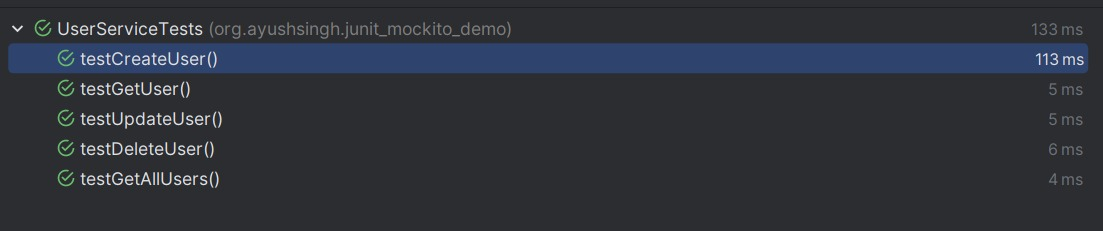 UserServiceTests (org.ayushsingh.junit_mockito_demo) 133 ms
testCreateUser() 113 ms
testGetUser() 5 ms
testUpdateUser() 5 ms
testDeleteUser() 6 ms
testGetAllUsers() 4 ms